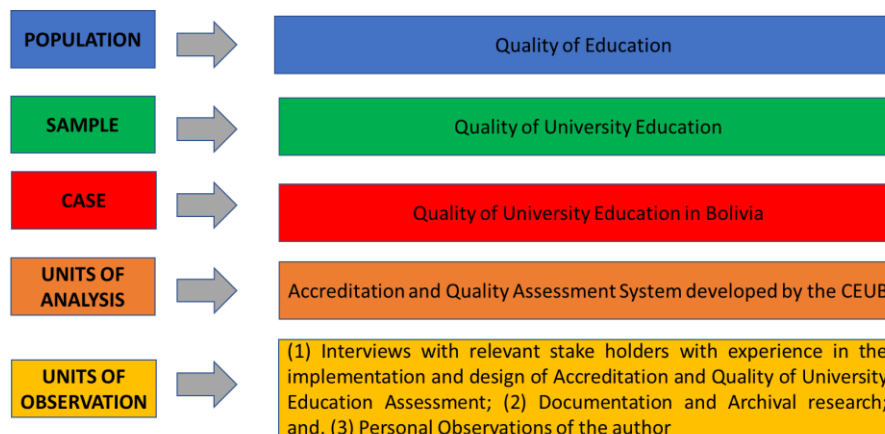 POPULATION
Quality of Education
SAMPLE
Quality of University Education
CASE
Quality of University Education in Bolivia
UNITS OF
ANALYSIS
Accreditation and Quality Assessment System developed by the CEUB
UNITS OF
OBSERVATION
(1) Interviews with relevant stake holders with experience in the
implementation and design of Accreditation and Quality of University
Education Assessment; (2) Documentation and Archival research;
and, (3) Personal Observations of the author